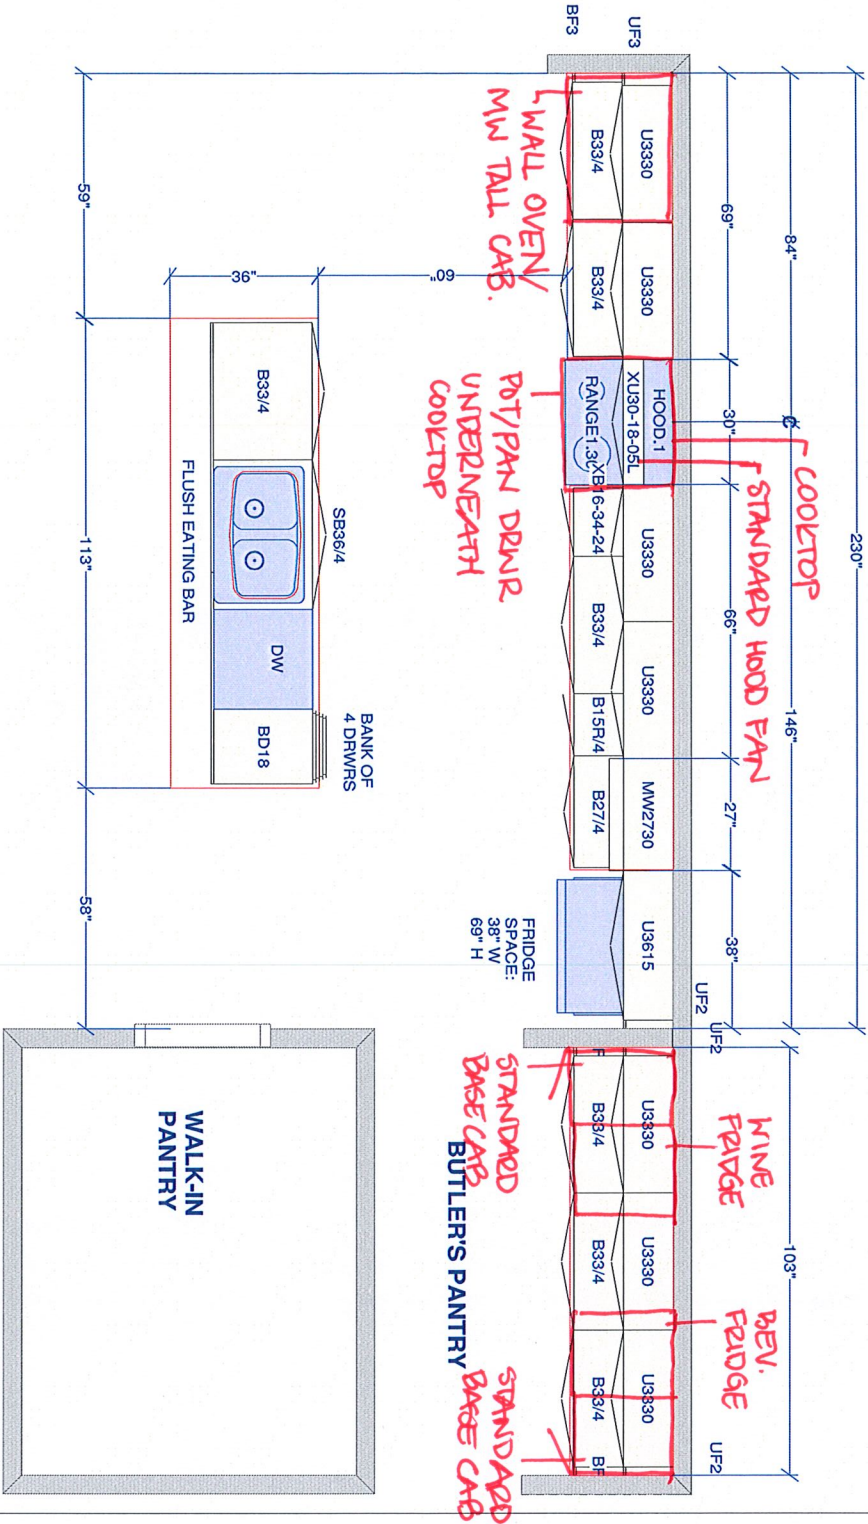 230"
84"
146"
C
69"
30"
66"
27"
38"
103"
UF3
BF3
UF2
UF2
UF2
U3330
U3330
HOOD.1
XU30-18-05L
U3330
U3330
MW2730
U3615
U3330
U3330
U3330
B33/4
B33/4
RANGE1.30
XB16-34-24
B33/4
B15R/4
B27/4
B33/4
B33/4
B33/4
BF
FRIDGE
SPACE:
38" W
69" H
COOKTOP
STANDARD HOOD FAN
WALL OVEN/
MW TALL CAB.
POT/PAN DRWR
UNDERNEATH
COOKTOP
WINE
FRIDGE
BEV.
FRIDGE
STANDARD
BASE CAB
STANDARD
BASE CAB
BUTLER'S PANTRY
60"
36"
SB36/4
BANK OF
4 DRWRS
B33/4
DW
BD18
FLUSH EATING BAR
59"
113"
58"
WALK-IN
PANTRY